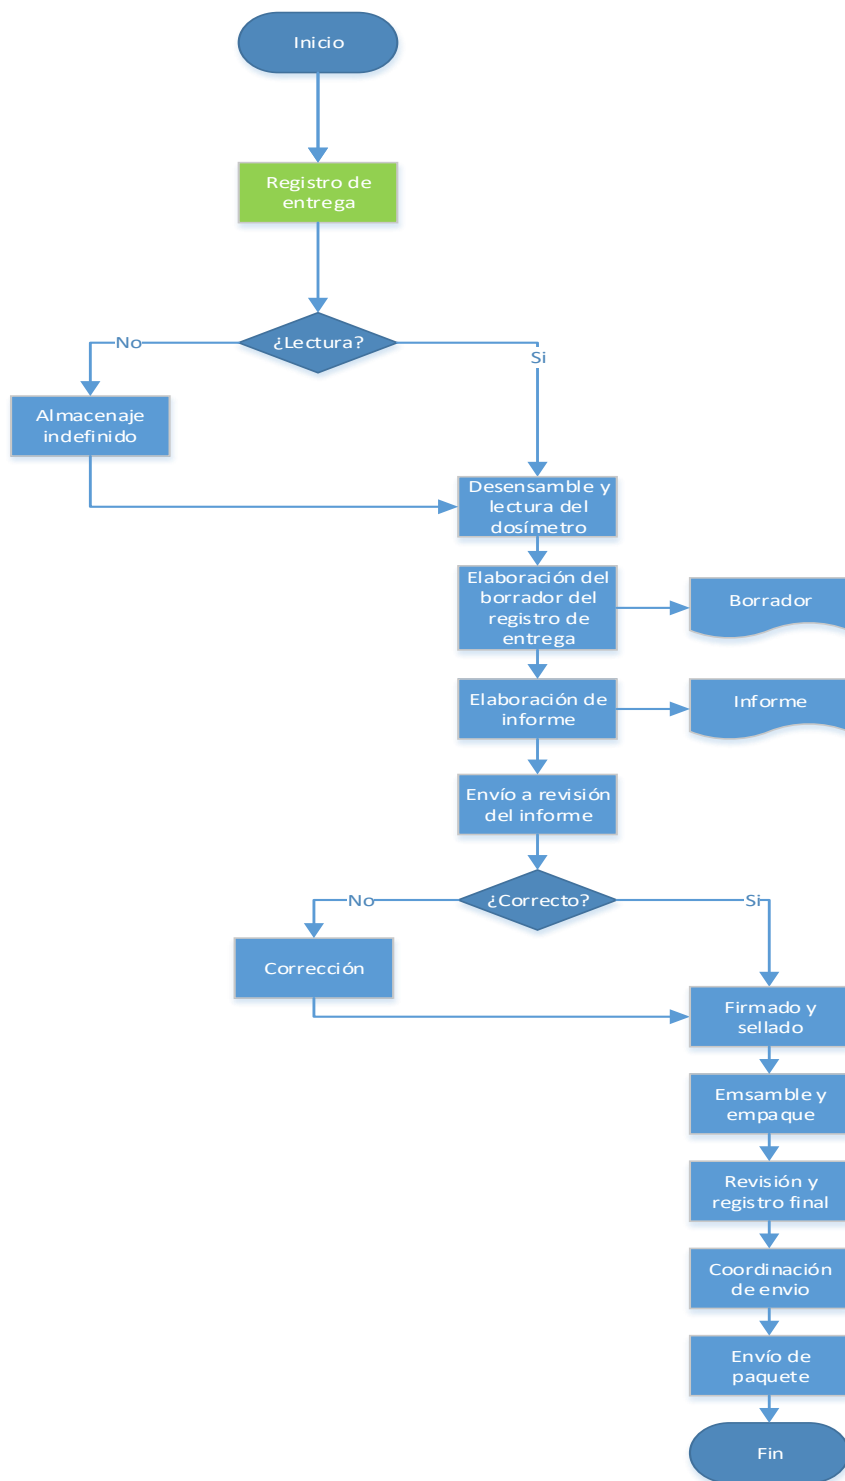 Inicio
Registro de
entrega
¿Lectura?
No
Si
Almacenaje
indefinido
Desensamble y
lectura del
dosímetro
Elaboración del
borrador del
registro de
entrega
Borrador
Elaboración de
informe
Informe
Envío a revisión
del informe
¿Correcto?
No
Si
Corrección
Firmado y
sellado
Emsamble y
empaque
Revisión y
registro final
Coordinación
de envio
Envío de
paquete
Fin